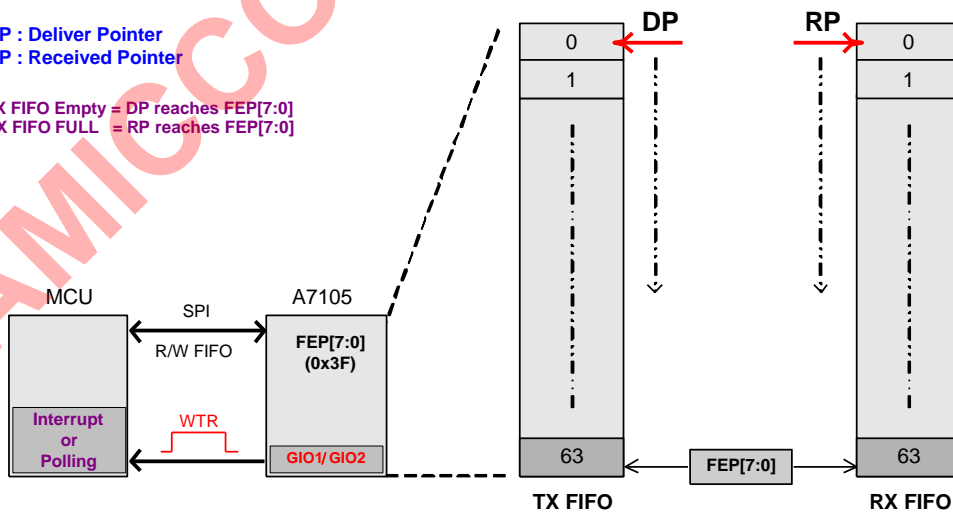 P : Deliver Pointer
P : Received Pointer
X FIFO Empty = DP reaches FEP[7:0]
X FIFO FULL = RP reaches FEP[7:0]
AMICCO
MCU
SPI
R/W FIFO
A7105
FEP[7:0]
(0x3F)
Interrupt
or
Polling
WTR
GIO1/ GIO2
DP
RP
0
1
63
TX FIFO
FEP[7:0]
0
1
63
RX FIFO